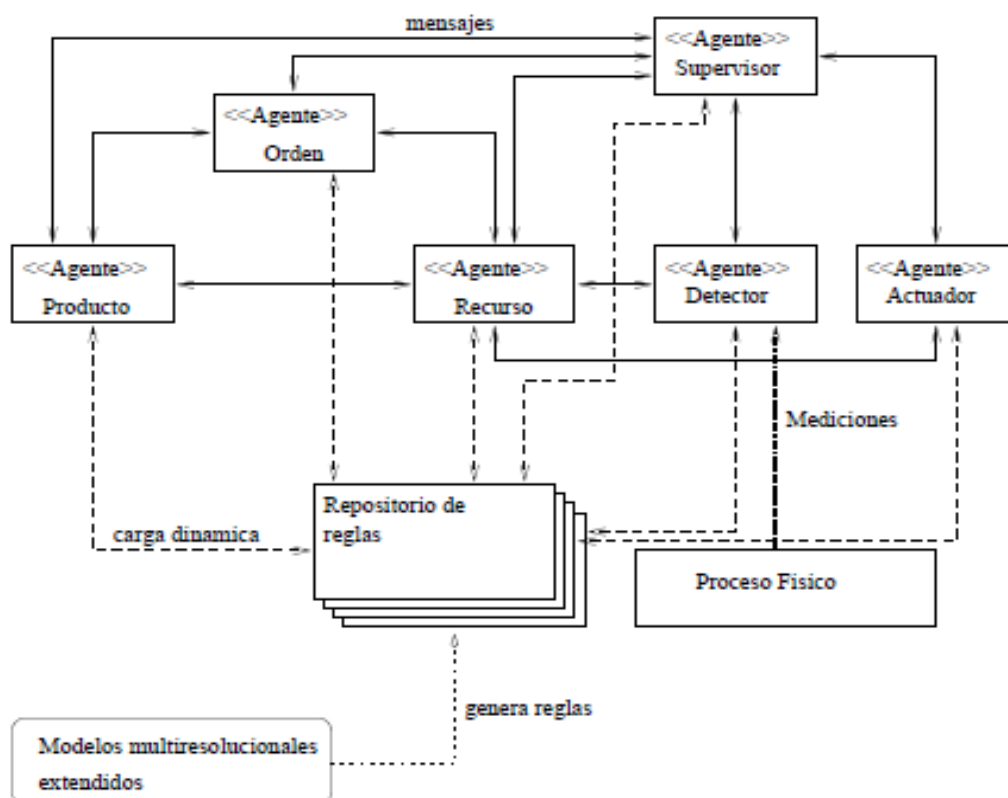 mensajes
<<Agente>>
Supervisor
<<Agente>>
Orden
<<Agente>>
Producto
<<Agente>>
Recurso
<<Agente>>
Detector
<<Agente>>
Actuador
Mediciones
Repositorio de
reglas
carga dinamica
Proceso Fisico
genera reglas
Modelos multiresolucionales
extendidos